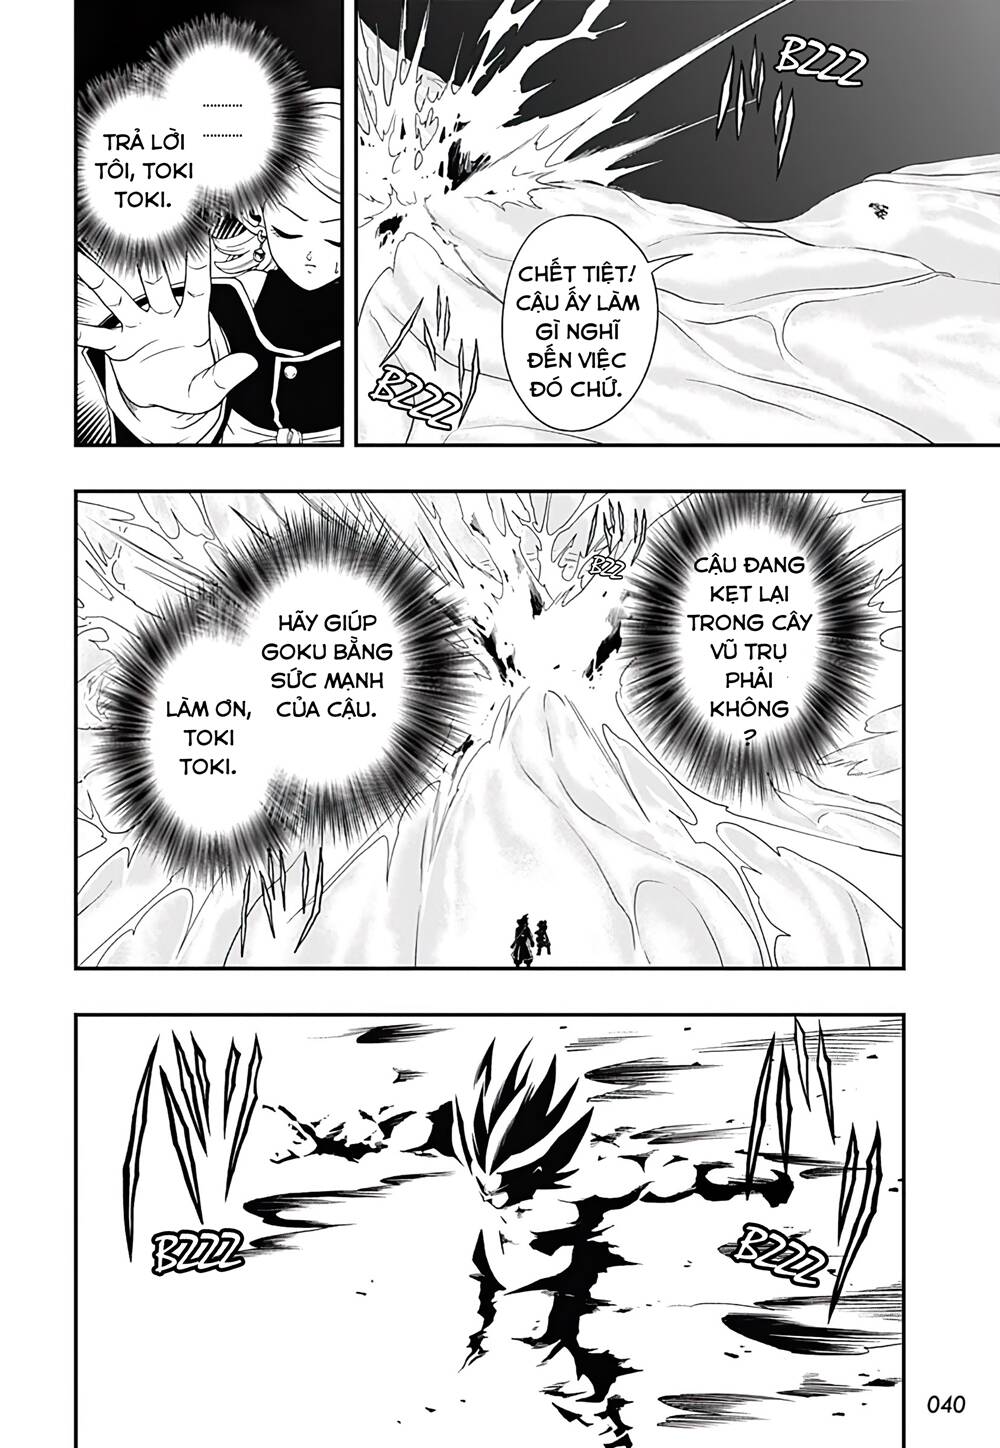 BZZZ
CHẾT TIỆT!
CẬU ẤY LÀM
GÌ NGHĨ
ĐẾN VIỆC
ĐÓ CHỨ.
BZZZ
............
............
TRẢ LỜI
TÔI, TOKI
TOKI.
CẬU ĐANG
KẸT LẠI
TRONG CÂY
VŨ TRỤ
PHẢI
KHÔNG
?
BZZZ
HÃY GIÚP
GOKU BẰNG
SỨC MẠNH
CỦA CẬU.
LÀM ƠN,
TOKI
TOKI.
BZZZ
BZZZ
040